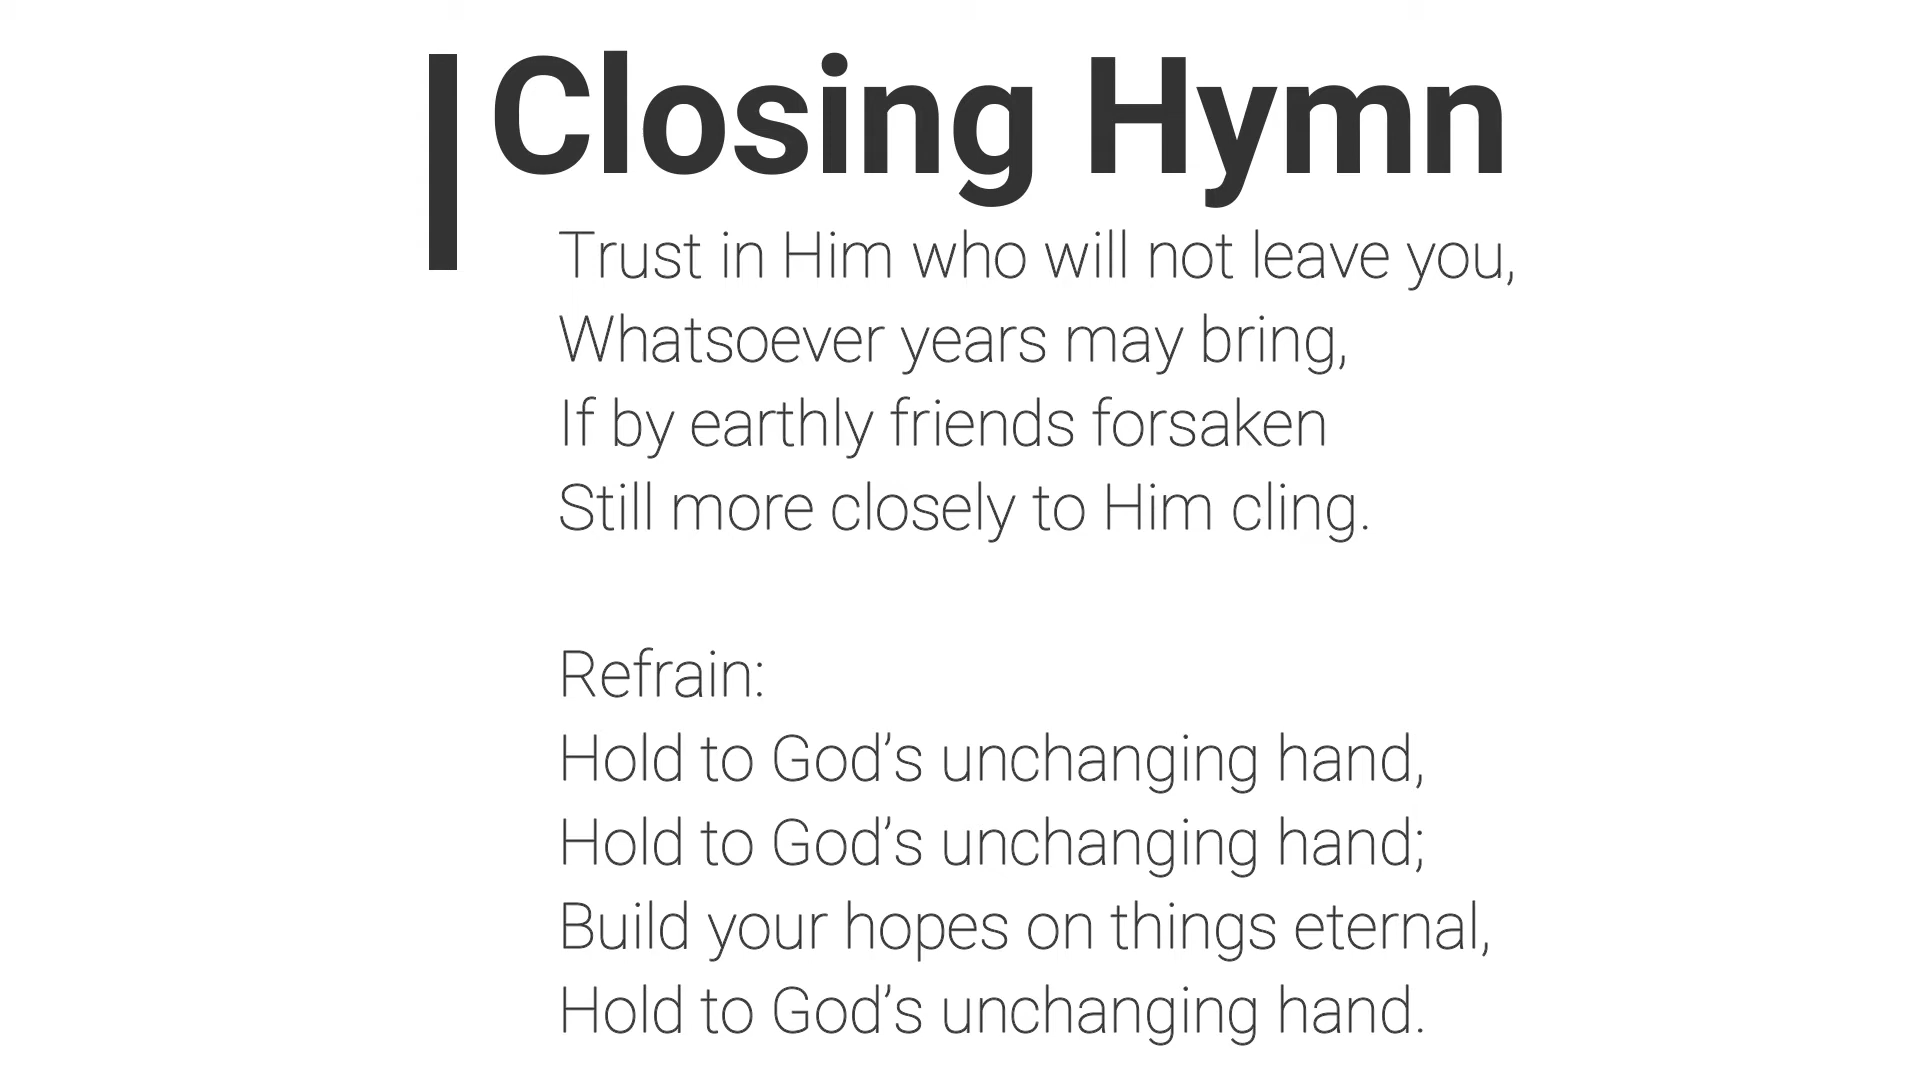 Closing Hymn
Trust in Him who will not leave you,
Whatsoever years may bring,
If by earthly friends forsaken
Still more closely to Him cling.
Refrain:
Hold to God’s unchanging hand,
Hold to God’s unchanging hand;
Build your hopes on things eternal,
Hold to God’s unchanging hand.